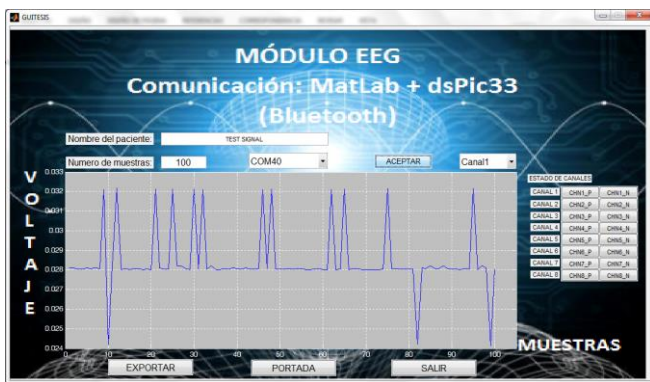 GUITESIS
MÓDULO EEG
Comunicación: MatLab + dsPic33
(Bluetooth)
Nombre del paciente:
TEST SIGNAL
Numero de muestras:
100
COM40
ACEPTAR
Canal1
VOLTAJE
0.033
0.032
0.031
0.03
0.029
0.028
0.027
0.026
0.025
0.024
0
10
20
30
40
50
60
70
80
90
100
ESTADO DE CANALES
CANAL 1 CHN1_P CHN1_N
CANAL 2 CHN2_P CHN2_N
CANAL 3 CHN3_P CHN3_N
CANAL 4 CHN4_P CHN4_N
CANAL 5 CHN5_P CHN5_N
CANAL 6 CHN6_P CHN6_N
CANAL 7 CHN7_P CHN7_N
CANAL 8 CHN8_P CHN8_N
MUESTRAS
EXPORTAR
PORTADA
SALIR